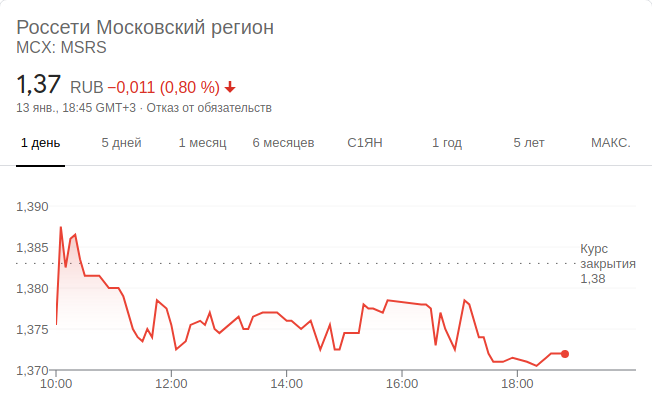 Россети Московский регион
MCX: MSRS
1,37 RUB −0,011 (0,80 %)
13 янв., 18:45 GMT+3 · Отказ от обязательств
1 день 5 дней 1 месяц 6 месяцев С1ЯН 1 год 5 лет МАКС.
1,390
1,385
1,380
1,375
1,370
Курс
закрытия
1,38
10:00 12:00 14:00 16:00 18:00